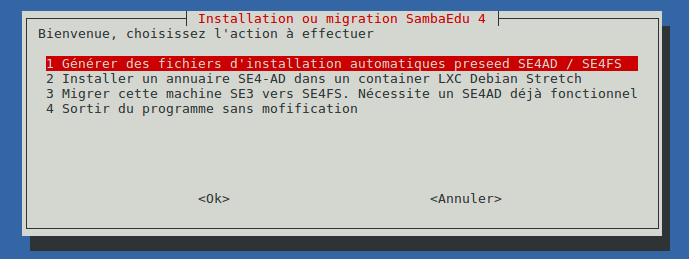 Installation ou migration SambaEdu 4
Bienvenue, choisissez l'action à effectuer
1 Générer des fichiers d'installation automatiques preseed SE4AD / SE4FS
2 Installer un annuaire SE4-AD dans un container LXC Debian Stretch
3 Migrer cette machine SE3 vers SE4FS. Nécessite un SE4AD déjà fonctionnel
4 Sortir du programme sans mofification
<Ok> <Annuler>